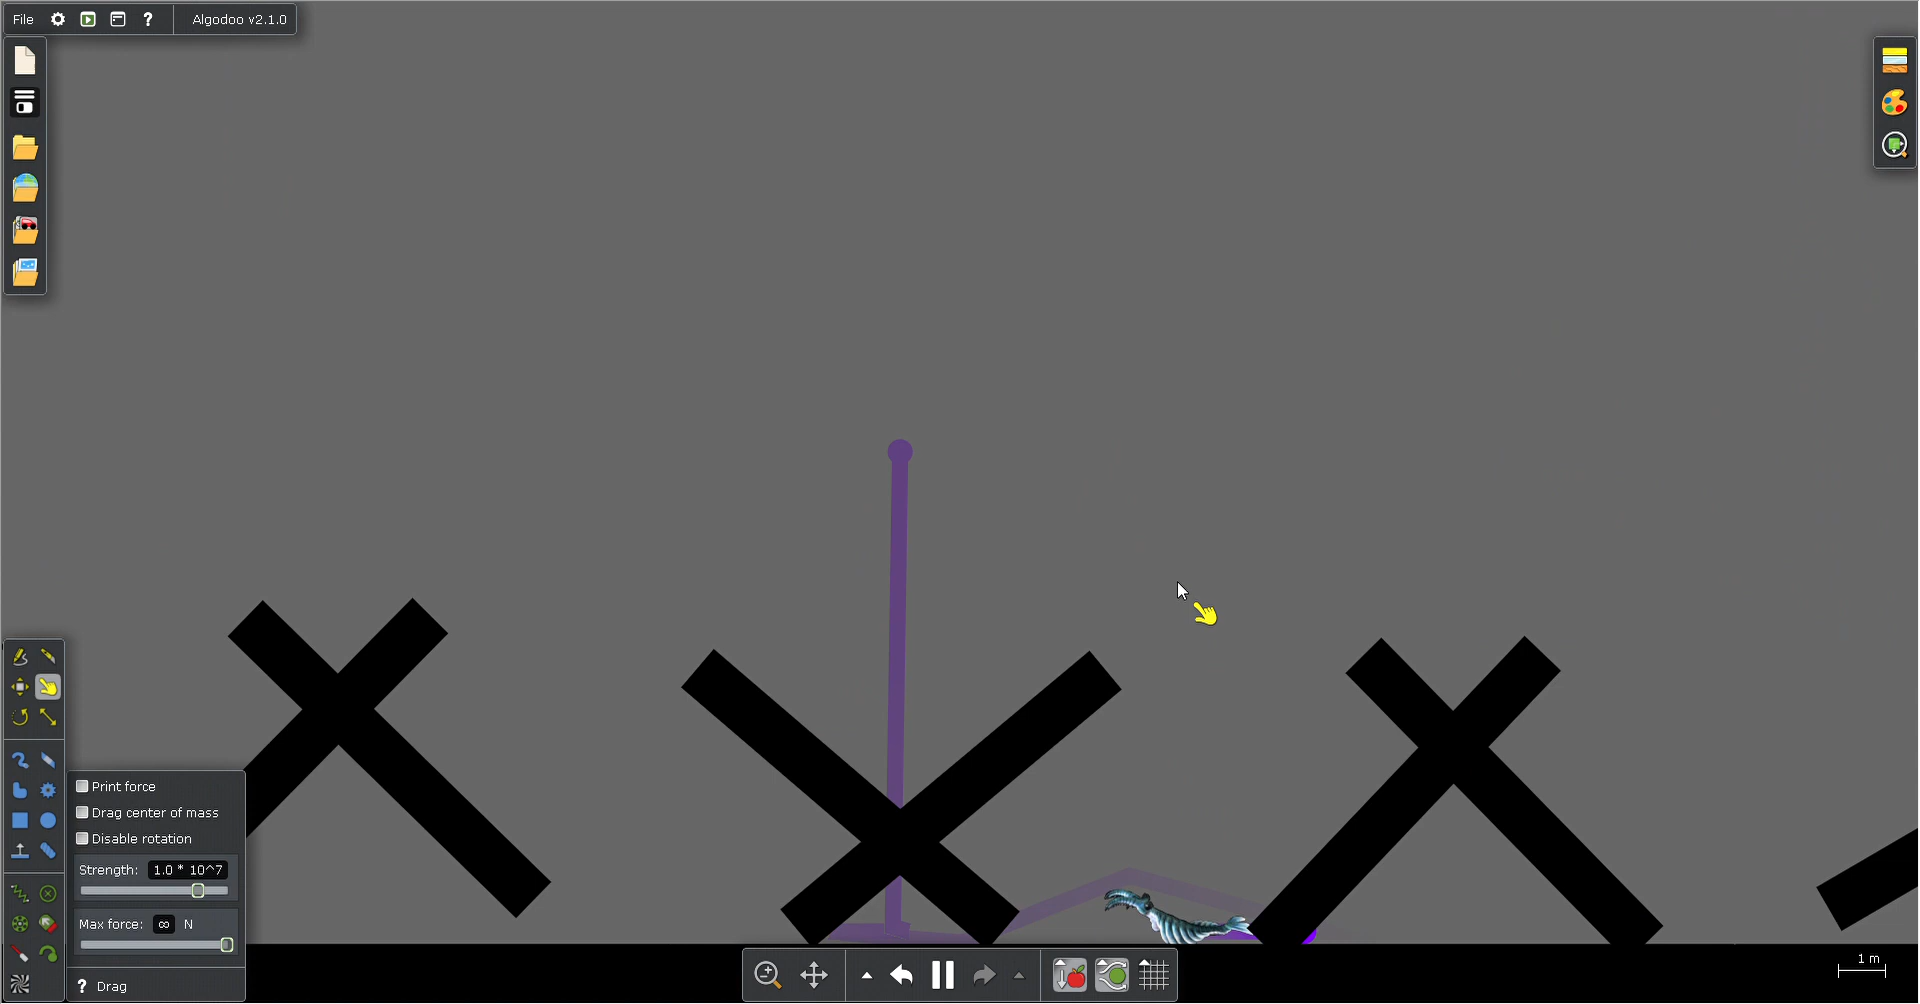 File ? Algodoo v2.1.0
Print force
Drag center of mass
Disable rotation
Strength: 1.0 * 10^7
Max force: ∞ N
? Drag
1 m